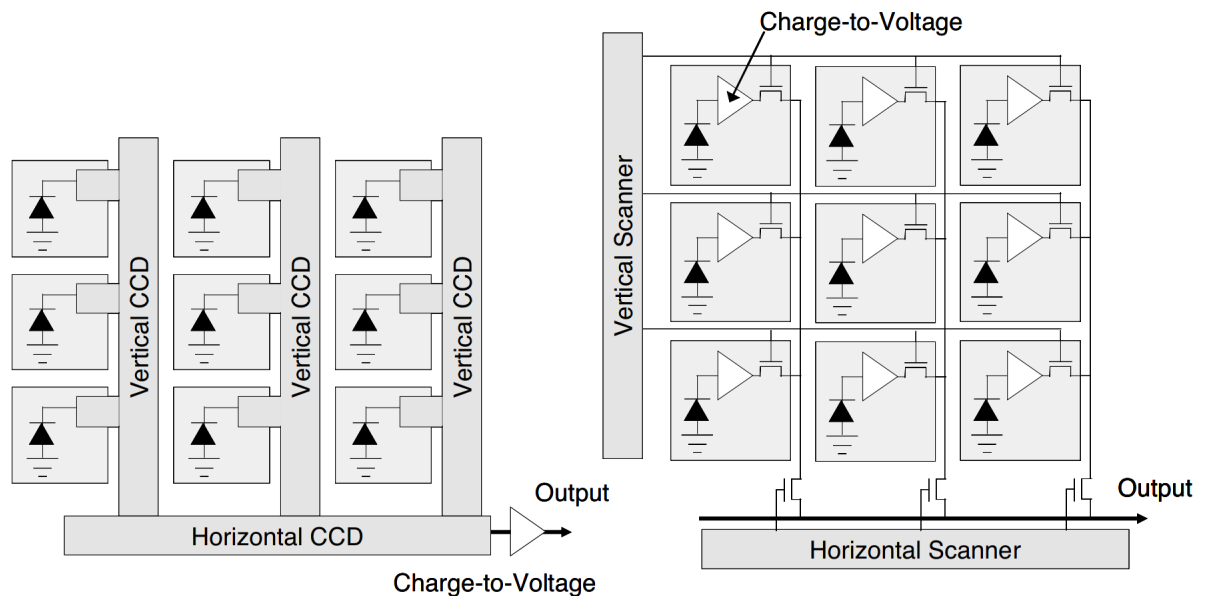 Vertical CCD
Vertical CCD
Vertical CCD
Horizontal CCD
Output
Charge-to-Voltage
Charge-to-Voltage
Vertical Scanner
Output
Horizontal Scanner